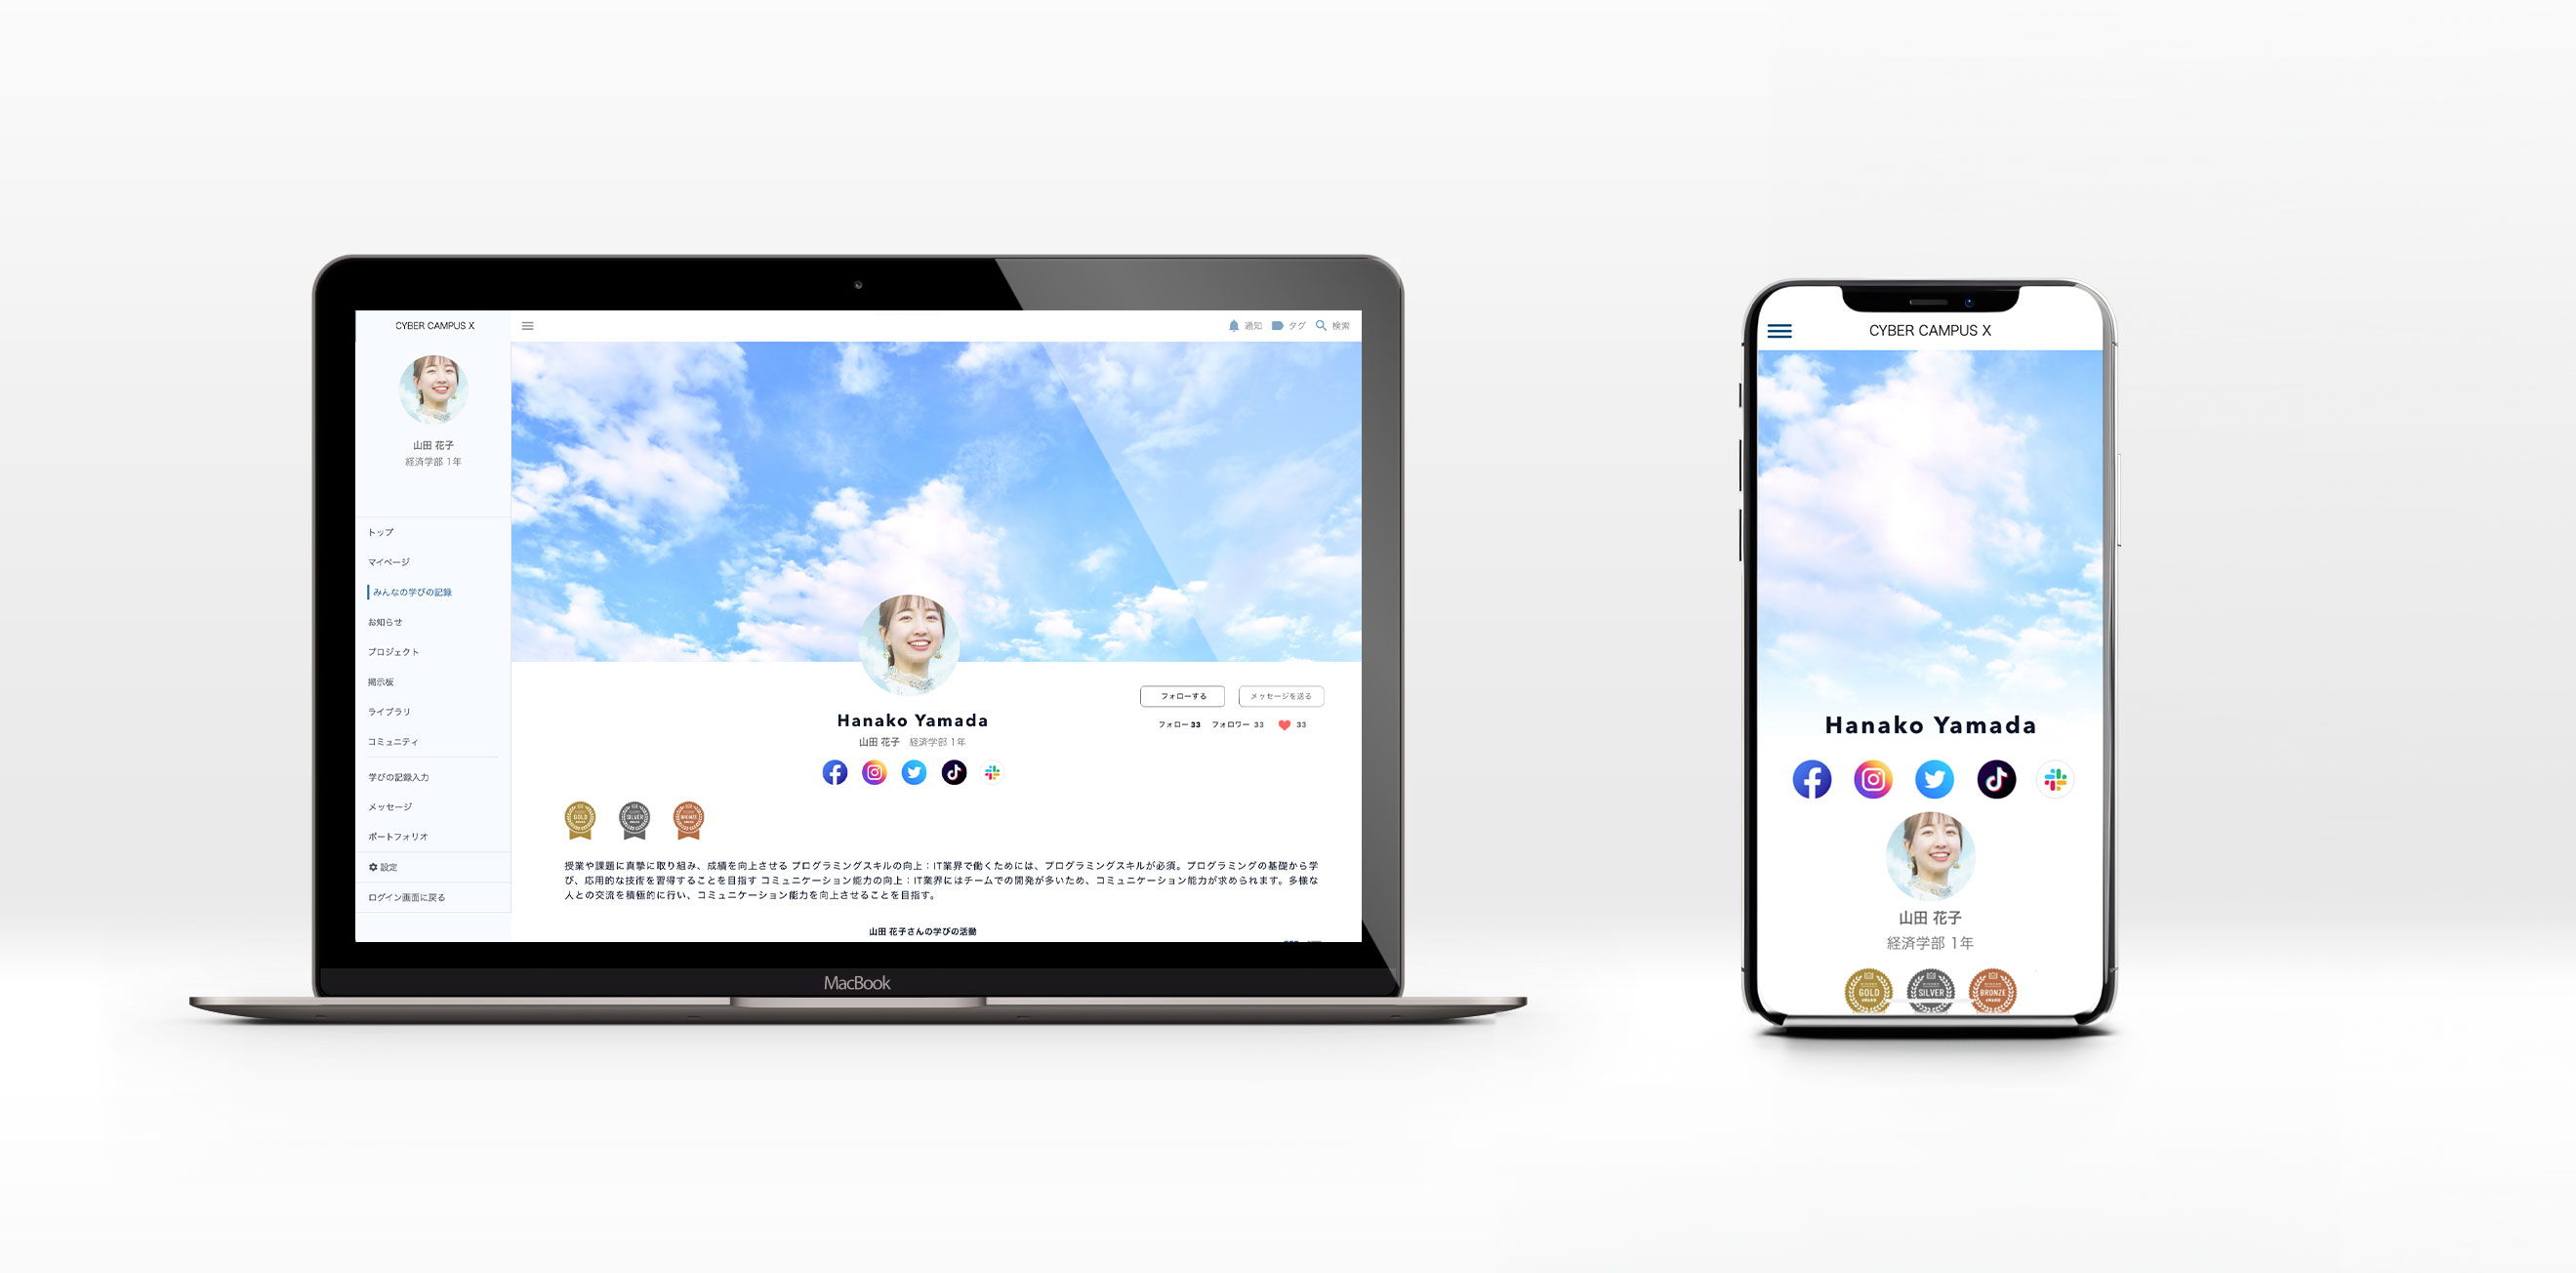 CYBER CAMPUS X
通知 タグ 検索
山田 花子
経済学部 1年
トップ
マイページ
みんなの学びの記録
お知らせ
プロジェクト
掲示板
ライブラリ
コミュニティ
学びの記録入力
メッセージ
ポートフォリオ
設定
ログイン画面に戻る
フォローする メッセージを送る
フォロー 33 フォロワー 33 33
Hanako Yamada
山田 花子 経済学部 1年
GOLD SILVER BRONZE
授業や課題に真摯に取り組み、成績を向上させる プログラミングスキルの向上：IT業界で働くためには、プログラミングスキルが必須。プログラミングの基礎から学
び、応用的な技術を習得することを目指す コミュニケーション能力の向上：IT業界にはチームでの開発が多いため、コミュニケーション能力が求められます。多様な
人との交流を積極的に行い、コミュニケーション能力を向上させることを目指す。
山田 花子さんの学びの活動
MacBook
CYBER CAMPUS X
Hanako Yamada
山田 花子
経済学部 1年
GOLD SILVER BRONZE